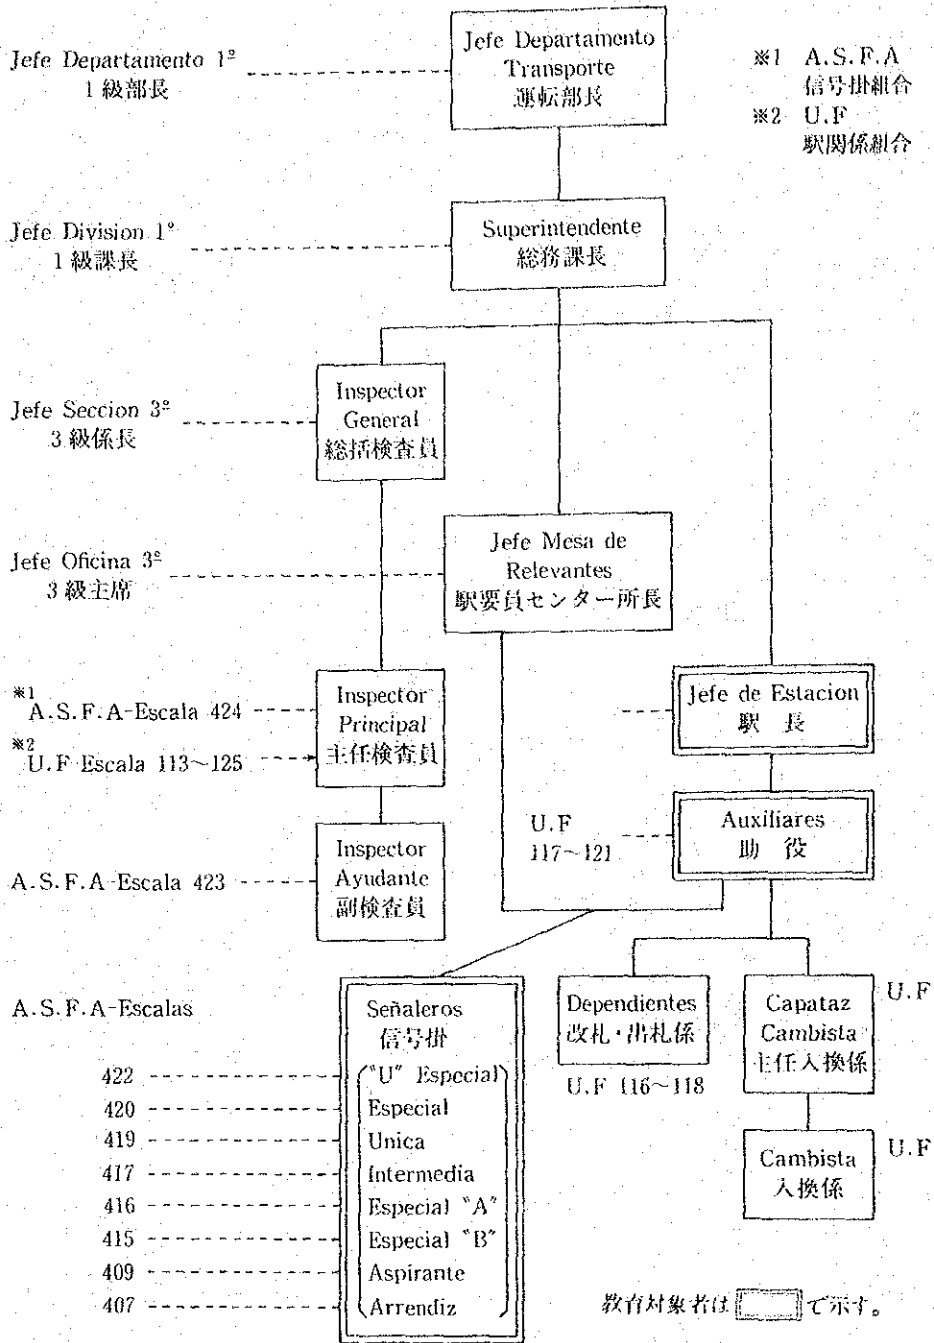 Jefe Departamento 1º
1級部長
Jefe Departamento
Transporte
運転部長
※1 A.S.F.A
信号掛組合
※2 U.F
駅関係組合
Jefe Division 1º
1級課長
Superintendente
総務課長
Jefe Seccion 3º
3級係長
Inspector
General
総括検査員
Jefe Oficina 3º
3級主席
Jefe Mesa de
Relevantes
駅要員センター所長
※1
A.S.F.A-Escala 424
※2
U.F Escala 113~125
Inspector
Principal
主任検査員
Jefe de Estacion
駅長
U.F
117~121
Auxiliares
助役
A.S.F.A-Escala 423
Inspector
Ayudante
副検査員
A.S.F.A-Escalas
Señaleros
信号掛
422 "U" Especial
420 Especial
419 Unica
417 Intermedia
416 Especial "A"
415 Especial "B"
409 Aspirante
407 Arrendiz
Dependientes
改札・出札係
U.F 116~118
Capataz
Cambista
主任入換係
U.F
Cambista
入換係
U.F
教育対象者は で示す。